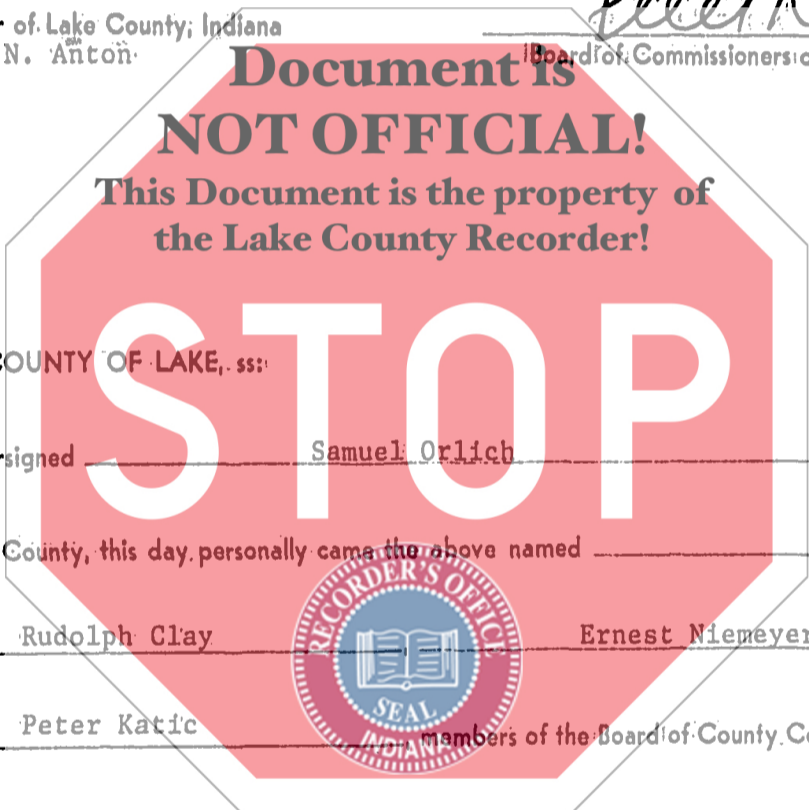 of Lake County, Indiana
N. Anton
Board of Commissioners
Document is
NOT OFFICIAL!
This Document is the property of
the Lake County Recorder!
STOP
COUNTY OF LAKE, ss:
signed Samuel Orlich
County, this day, personally came the above named
Rudolph Clay Ernest Niemeyer
Peter Katic members of the Board of County
RECORDER'S OFFICE
SEAL
INDIANA